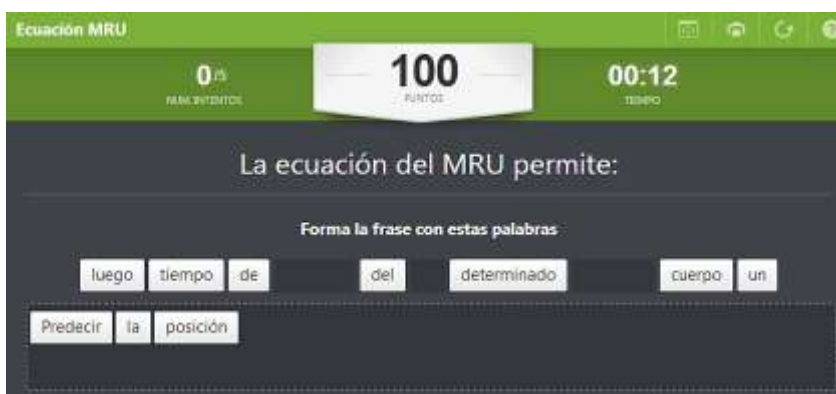 Ecuación MRU
0/5
NUM. INTENTOS
100
PUNTOS
00:12
TIEMPO
La ecuación del MRU permite:
Forma la frase con estas palabras
luego tiempo de del determinado cuerpo un
Predecir la posición